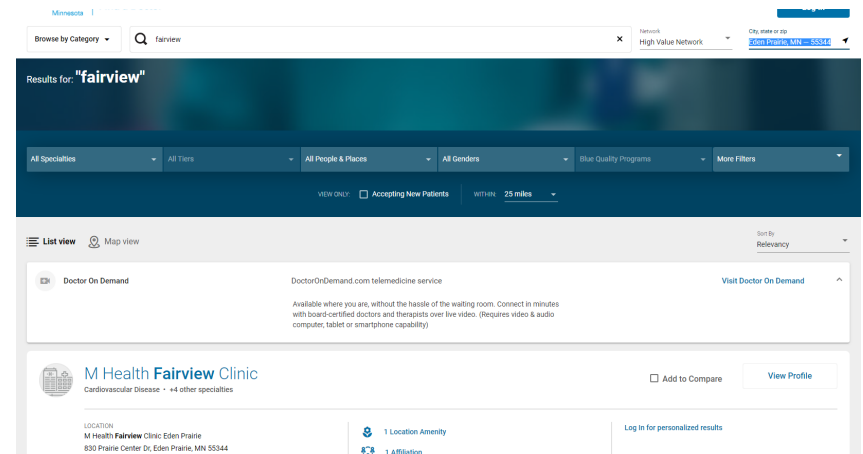 Minnesota
Log In
Browse by Category
fairview
Network
High Value Network
City, state or zip
Eden Prairie, MN -- 55344
Results for: "fairview"
All Specialties
All Tiers
All People & Places
All Genders
Blue Quality Programs
More Filters
VIEW ONLY: Accepting New Patients
WITHIN: 25 miles
List view
Map view
Sort By
Relevancy
Doctor On Demand
DoctorOnDemand.com telemedicine service
Visit Doctor On Demand
Available where you are, without the hassle of the waiting room. Connect in minutes
with board-certified doctors and therapists over live video. (Requires video & audio
computer, tablet or smartphone capability)
M Health Fairview Clinic
Cardiovascular Disease • +4 other specialties
Add to Compare
View Profile
LOCATION
M Health Fairview Clinic Eden Prairie
830 Prairie Center Dr, Eden Prairie, MN 55344
1 Location Amenity
1 Affiliation
Log In for personalized results